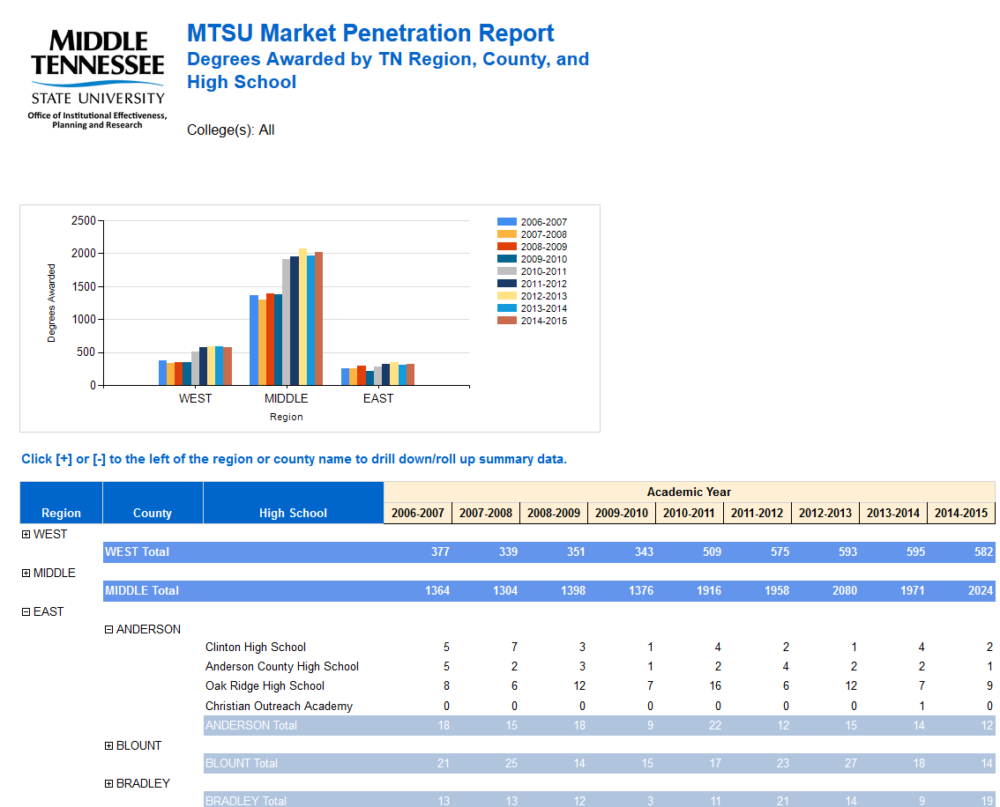 MIDDLE
TENNESSEE
STATE UNIVERSITY
Office of Institutional Effectiveness,
Planning and Research
MTSU Market Penetration Report
Degrees Awarded by TN Region, County, and
High School
College(s): All
2500
2000
1500
1000
500
0
Degrees Awarded
WEST MIDDLE EAST
Region
2006-2007
2007-2008
2008-2009
2009-2010
2010-2011
2011-2012
2012-2013
2013-2014
2014-2015
Click [+] or [-] to the left of the region or county name to drill down/roll up summary data.
Academic Year
Region County High School 2006-2007 2007-2008 2008-2009 2009-2010 2010-2011 2011-2012 2012-2013 2013-2014 2014-2015
WEST
WEST Total 377 339 351 343 509 575 593 595 582
MIDDLE
MIDDLE Total 1364 1304 1398 1376 1916 1958 2080 1971 2024
EAST
ANDERSON
Clinton High School 5 7 3 1 4 2 1 4 2
Anderson County High School 5 2 3 1 2 4 2 2 1
Oak Ridge High School 8 6 12 7 16 6 12 7 9
Christian Outreach Academy 0 0 0 0 0 0 0 1 0
ANDERSON Total 18 15 18 9 22 12 15 14 12
BLOUNT
BLOUNT Total 21 25 14 15 17 23 27 18 14
BRADLEY
BRADLEY Total 13 13 12 3 11 21 14 9 19